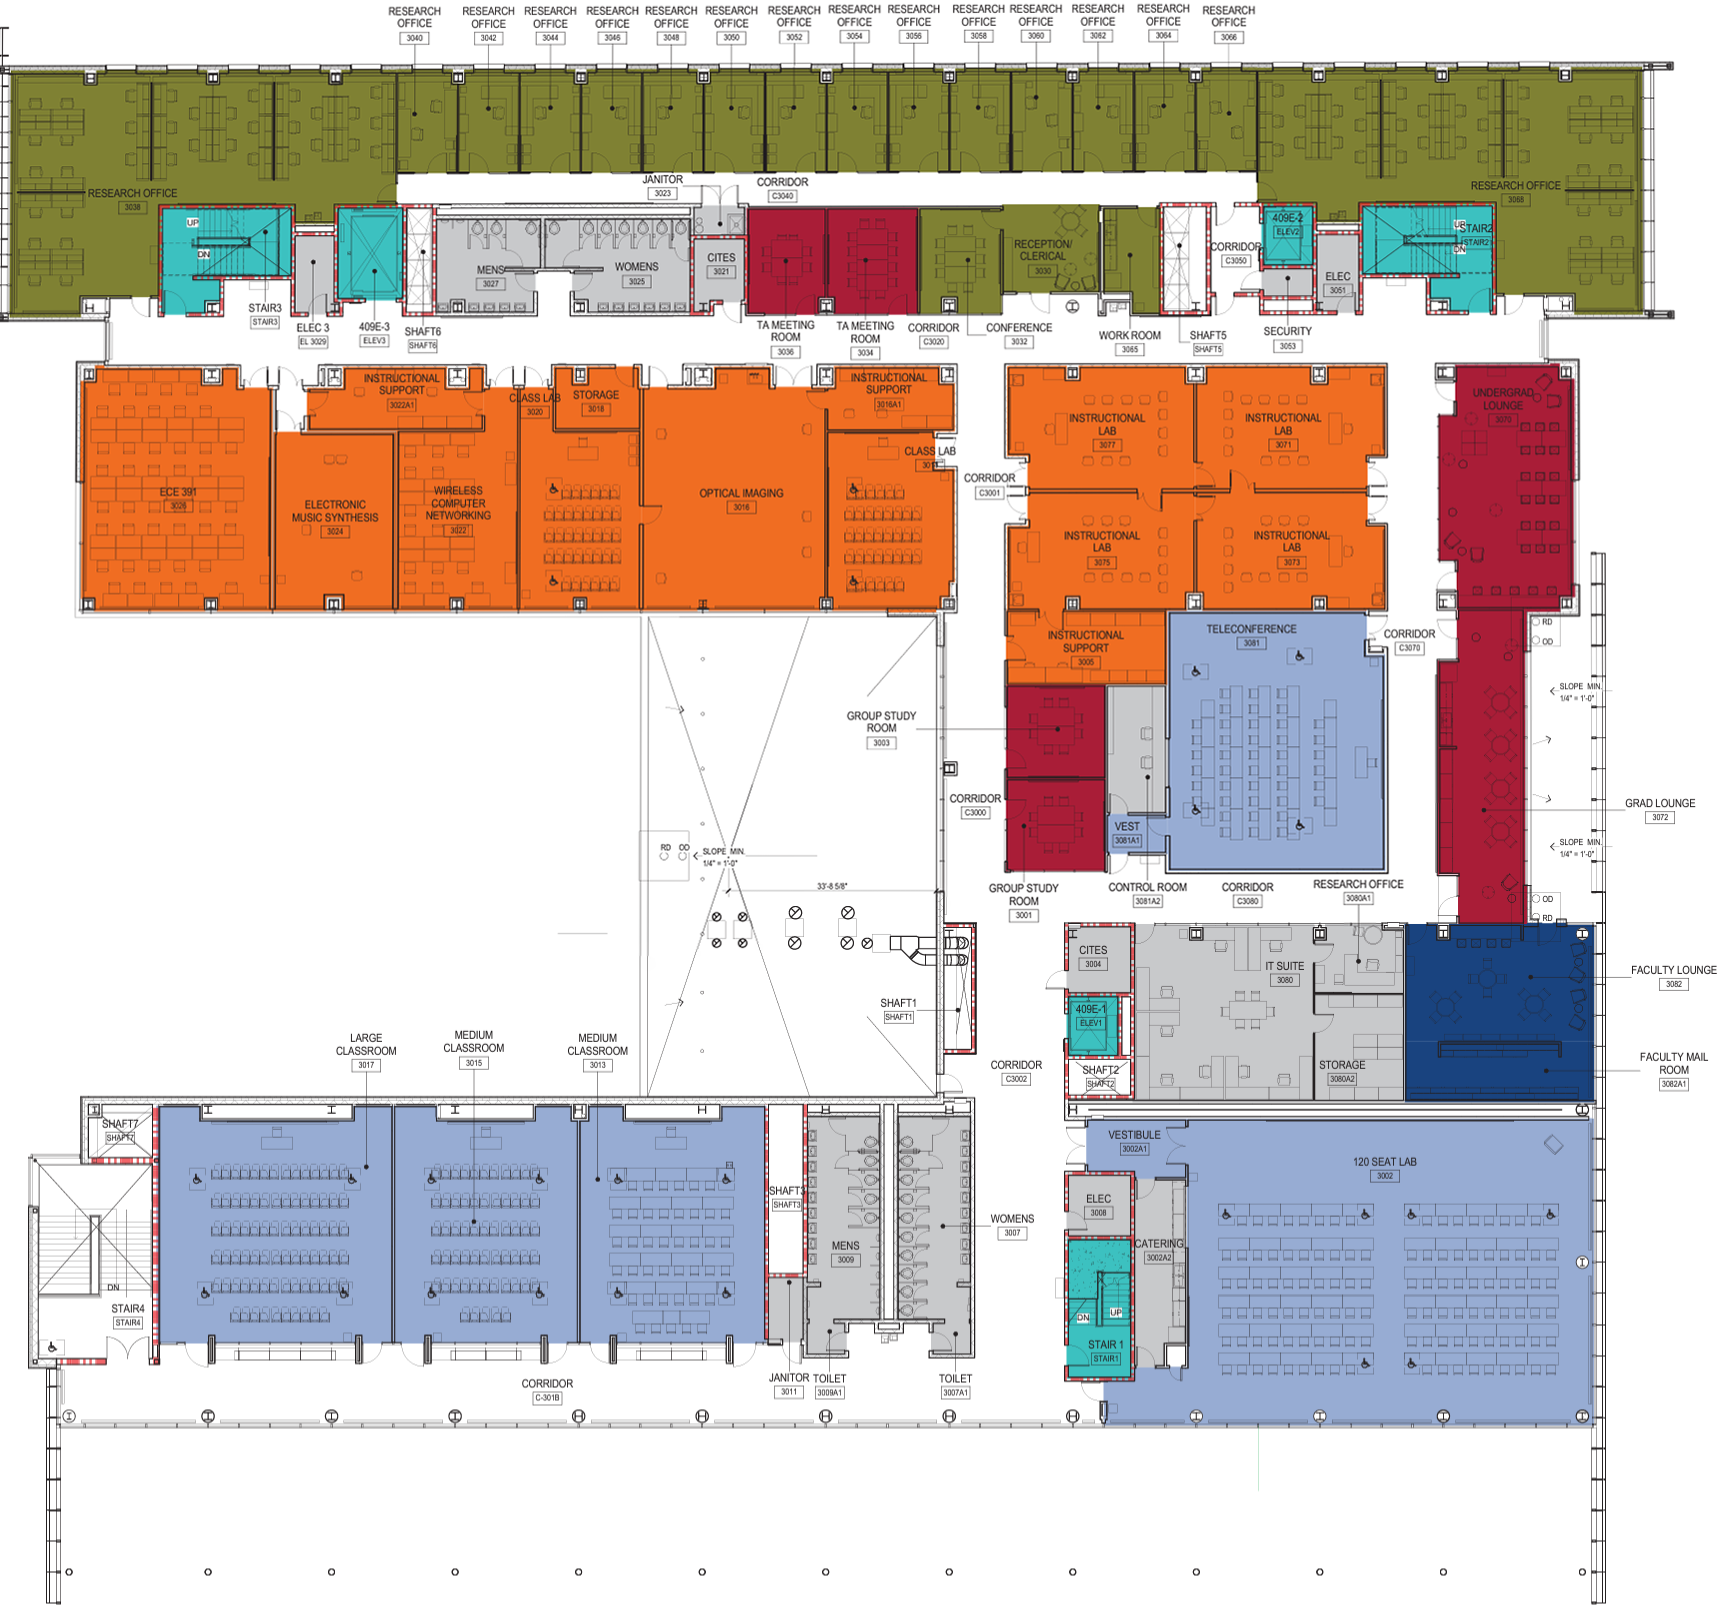 RESEARCH
OFFICE
3040
RESEARCH
OFFICE
3042
RESEARCH
OFFICE
3044
RESEARCH
OFFICE
3046
RESEARCH
OFFICE
3048
RESEARCH
OFFICE
3050
RESEARCH
OFFICE
3052
RESEARCH
OFFICE
3054
RESEARCH
OFFICE
3056
RESEARCH
OFFICE
3058
RESEARCH
OFFICE
3060
RESEARCH
OFFICE
3062
RESEARCH
OFFICE
3064
RESEARCH
OFFICE
3066
RESEARCH OFFICE
3038
JANITOR
3023
CORRIDOR
C3040
RESEARCH OFFICE
3068
UP
DN
STAIR3
STAIR3
ELEC 3
EL 3029
409E-3
ELEV3
SHAFT6
SHAFT6
MENS
3027
WOMENS
3025
CITES
3021
TA MEETING
ROOM
3036
TA MEETING
ROOM
3034
CORRIDOR
C3020
CONFERENCE
3032
RECEPTION/
CLERICAL
3030
WORK ROOM
3065
SHAFT5
SHAFT5
CORRIDOR
C3050
409E-2
ELEV2
SECURITY
3053
ELEC
3051
UP
STAIR2
STAIR2
DN
INSTRUCTIONAL
SUPPORT
3022A1
CLASS LAB
3020
STORAGE
3018
INSTRUCTIONAL
SUPPORT
3016A1
CLASS LAB
ECE 391
3026
ELECTRONIC
MUSIC SYNTHESIS
3024
WIRELESS
COMPUTER
NETWORKING
3022
OPTICAL IMAGING
3016
CORRIDOR
C3001
INSTRUCTIONAL
LAB
3077
INSTRUCTIONAL
LAB
3071
INSTRUCTIONAL
LAB
3075
INSTRUCTIONAL
LAB
3073
UNDERGRAD
LOUNGE
3070
INSTRUCTIONAL
SUPPORT
3005
TELECONFERENCE
3081
CORRIDOR
C3070
RD
OD
SLOPE MIN.
1/4" = 1'-0"
GROUP STUDY
ROOM
3003
CORRIDOR
C3000
VEST
3081A1
GRAD LOUNGE
3072
SLOPE MIN.
1/4" = 1'-0"
RD OD
SLOPE MIN.
1/4" = 1'-0"
33'-8 5/8"
GROUP STUDY
ROOM
3001
CONTROL ROOM
3081A2
CORRIDOR
C3080
RESEARCH OFFICE
3080A1
OD
RD
CITES
3004
IT SUITE
3080
FACULTY LOUNGE
3082
SHAFT1
SHAFT1
409E-1
ELEV1
CORRIDOR
C3002
SHAFT2
SHAFT2
STORAGE
3080A2
FACULTY MAIL
ROOM
3082A1
LARGE
CLASSROOM
3017
MEDIUM
CLASSROOM
3015
MEDIUM
CLASSROOM
3013
SHAFT7
SHAFT7
VESTIBULE
3002A1
120 SEAT LAB
3002
SHAFT3
SHAFT3
ELEC
3008
MENS
3009
WOMENS
3007
CATERING
3002A2
DN
STAIR4
STAIR4
DN
UP
STAIR 1
STAIR1
CORRIDOR
C-301B
JANITOR
3011
TOILET
3009A1
TOILET
3007A1